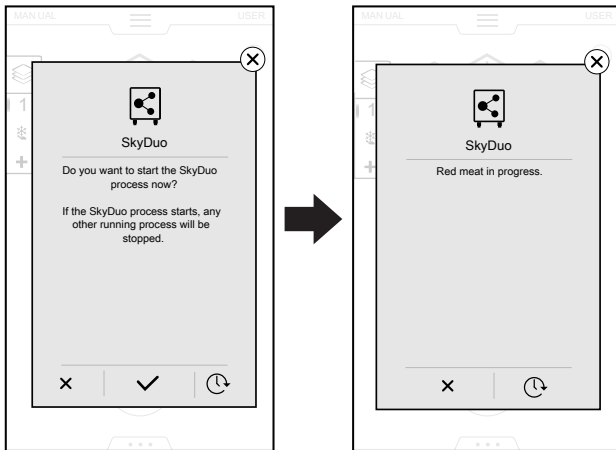 MANUAL
USER
1
SkyDuo
Do you want to start the SkyDuo
process now?
If the SkyDuo process starts, any
other running process will be
stopped.
MANUAL
USER
1
SkyDuo
Red meat in progress.